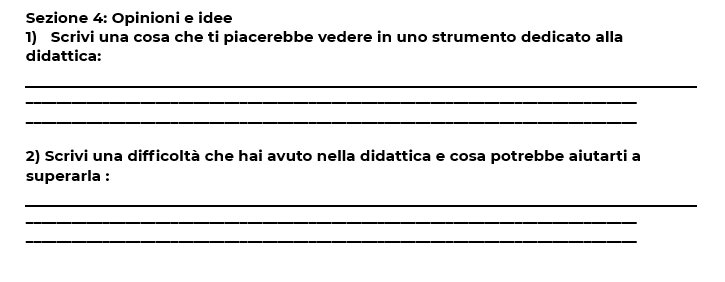 Sezione 4: Opinioni e idee
1) Scrivi una cosa che ti piacerebbe vedere in uno strumento dedicato alla
didattica:
2) Scrivi una difficoltà che hai avuto nella didattica e cosa potrebbe aiutarti a
superarla :